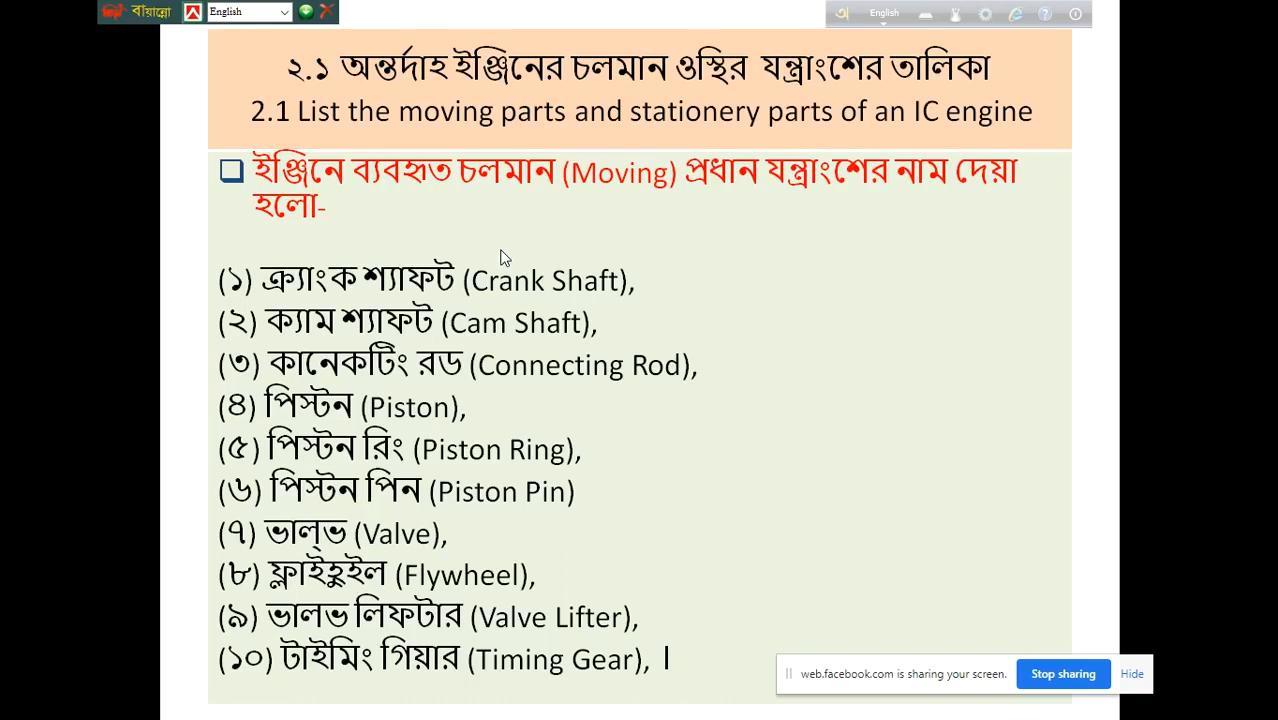 বায়ান্নো English
অ English
২.১ অন্তর্দাহ ইঞ্জিনের চলমান ওস্থির যন্ত্রাংশের তালিকা
2.1 List the moving parts and stationery parts of an IC engine
ইঞ্জিনে ব্যবহৃত চলমান (Moving) প্রধান যন্ত্রাংশের নাম দেয়া
হলো-
(১) ক্র্যাংক শ্যাফট (Crank Shaft),
(২) ক্যাম শ্যাফট (Cam Shaft),
(৩) কানেকটিং রড (Connecting Rod),
(৪) পিস্টন (Piston),
(৫) পিস্টন রিং (Piston Ring),
(৬) পিস্টন পিন (Piston Pin)
(৭) ভাল্‌ভ (Valve),
(৮) ফ্লাইহুইল (Flywheel),
(৯) ভালভ লিফটার (Valve Lifter),
(১০) টাইমিং গিয়ার (Timing Gear), ।
web.facebook.com is sharing your screen. Stop sharing Hide